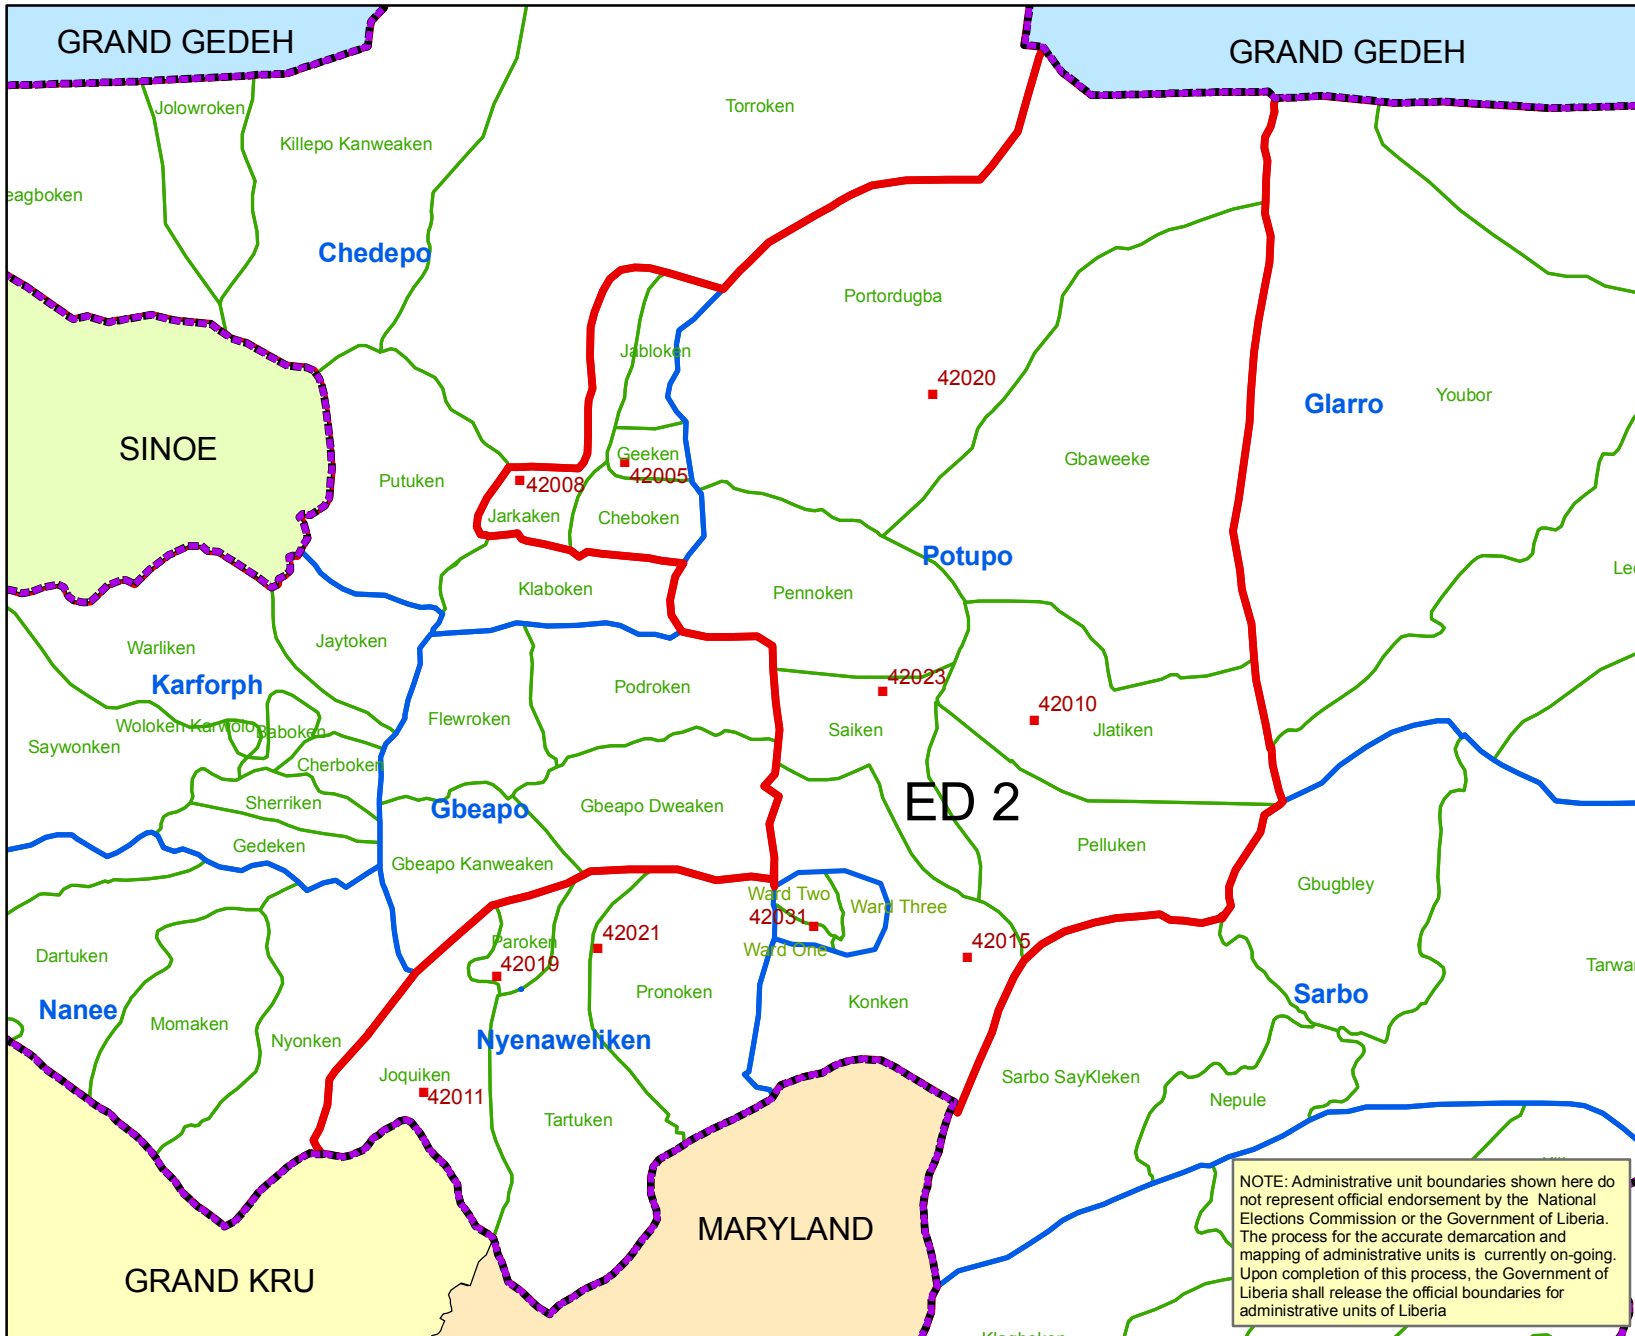 GRAND GEDEH
GRAND GEDEH
Jolowroken
Torroken
Killepo Kanweaken
eagboken
Chedepo
Portordugba
Jabloken
42020
Glarro
Youbor
SINOE
Geeken
Gbaweeke
Putuken
42008
42005
Jarkaken
Cheboken
Potupo
Lee
Klaboken
Pennoken
Warliken
Jaytoken
Karforph
Podroken
42023
Flewroken
42010
Woloken Karwolo
Baboken
Saiken
Jlatiken
Saywonken
Cherboken
Sherriken
Gbeapo
Gbeapo Dweaken
ED 2
Gedeken
Pelluken
Gbeapo Kanweaken
Gbugbley
Ward Two
Ward Three
42031
Paroken
42021
42015
Ward One
Dartuken
42019
Tarwa
Pronoken
Sarbo
Nanee
Konken
Momaken
Nyonken
Nyenaweliken
Joquiken
Sarbo SayKleken
42011
Nepule
Tartuken
MARYLAND
GRAND KRU
NOTE: Administrative unit boundaries shown here do
not represent official endorsement by the National
Elections Commission or the Government of Liberia.
The process for the accurate demarcation and
mapping of administrative units is currently on-going.
Upon completion of this process, the Government of
Liberia shall release the official boundaries for
administrative units of Liberia